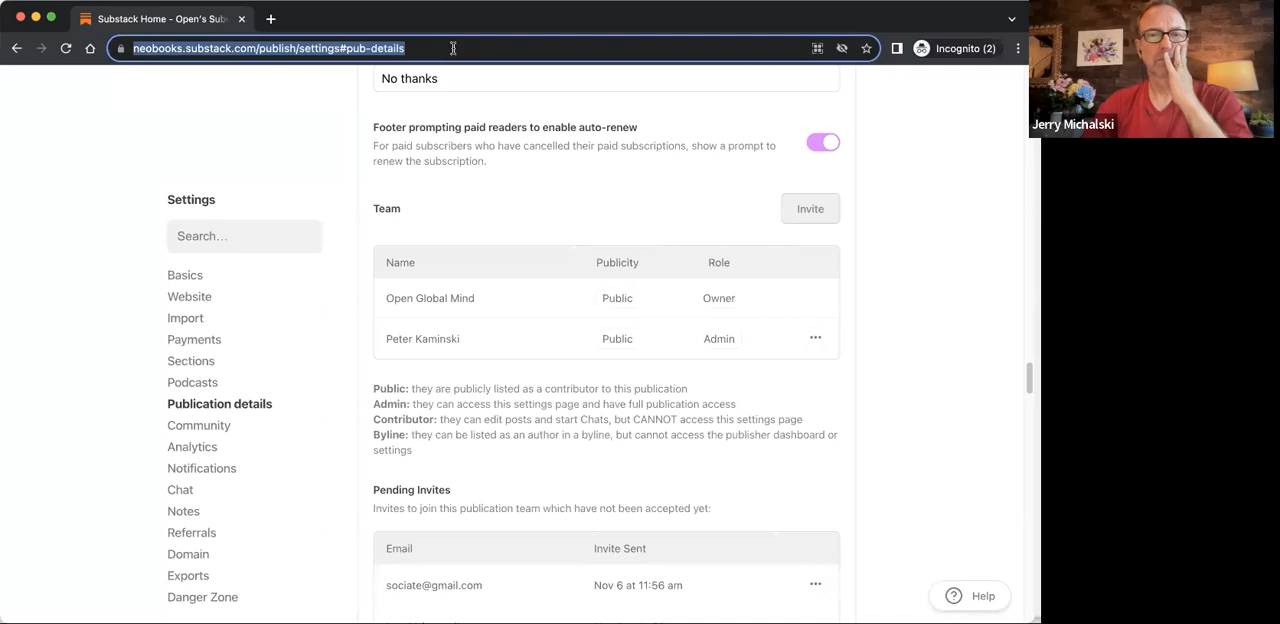 Substack Home - Open's Sub
neobooks.substack.com/publish/settings#pub-details
Incognito (2)
Jerry Michalski
No thanks
Footer prompting paid readers to enable auto-renew
For paid subscribers who have cancelled their paid subscriptions, show a prompt to
renew the subscription.
Settings
Search...
Basics
Website
Import
Payments
Sections
Podcasts
Publication details
Community
Analytics
Notifications
Chat
Notes
Referrals
Domain
Exports
Danger Zone
Team
Invite
Name Publicity Role
Open Global Mind Public Owner
Peter Kaminski Public Admin
Public: they are publicly listed as a contributor to this publication
Admin: they can access this settings page and have full publication access
Contributor: they can edit posts and start Chats, but CANNOT access this settings page
Byline: they can be listed as an author in a byline, but cannot access the publisher dashboard or
settings
Pending Invites
Invites to join this publication team which have not been accepted yet:
Email Invite Sent
sociate@gmail.com Nov 6 at 11:56 am
Help